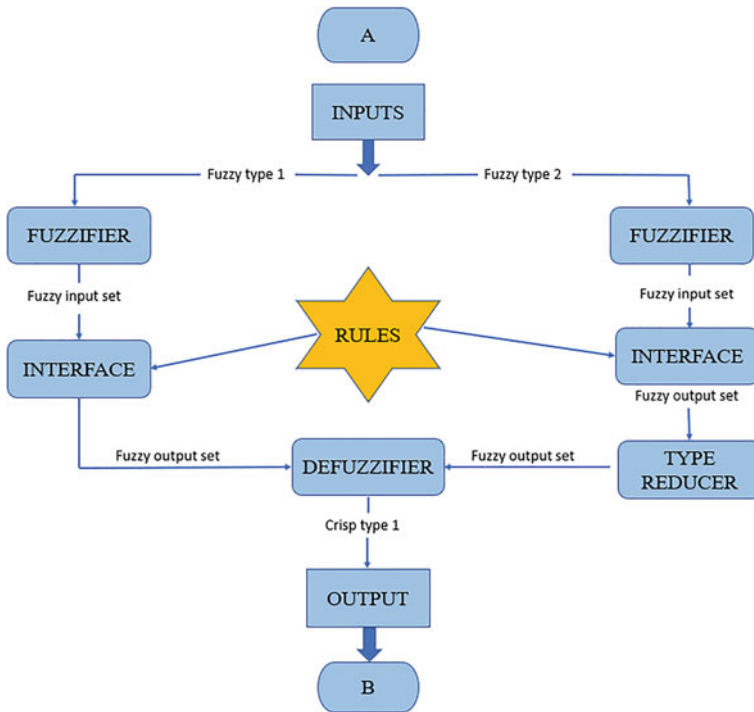 A
INPUTS
Fuzzy type 1
Fuzzy type 2
FUZZIFIER
FUZZIFIER
Fuzzy input set
Fuzzy input set
RULES
INTERFACE
INTERFACE
Fuzzy output set
Fuzzy output set
DEFUZZIFIER
Fuzzy output set
TYPE
REDUCER
Crisp type 1
OUTPUT
B